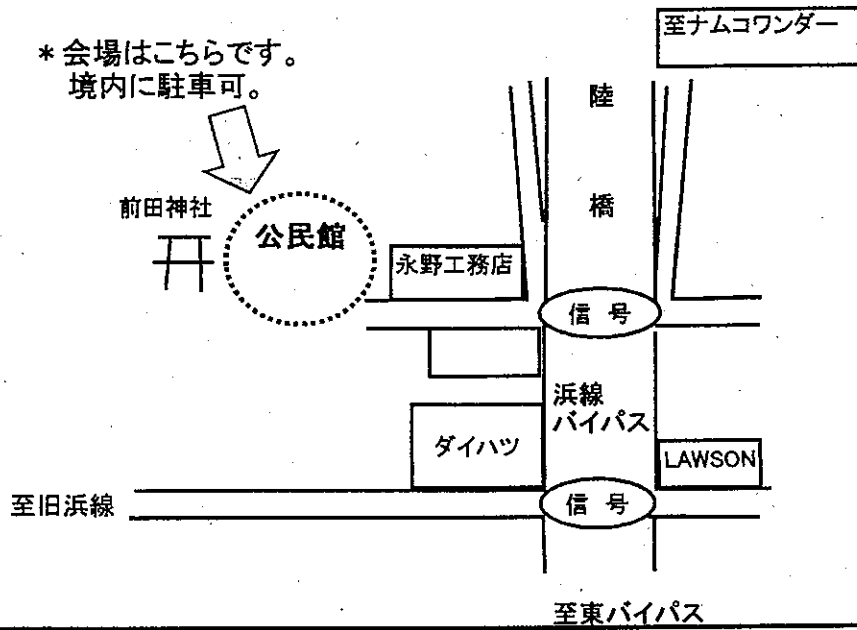 至ナムコワンダー
＊会場はこちらです。
境内に駐車可。
陸橋
前田神社
公民館
永野工務店
信号
浜線
バイパス
ダイハツ
LAWSON
至旧浜線
信号
至東バイパス